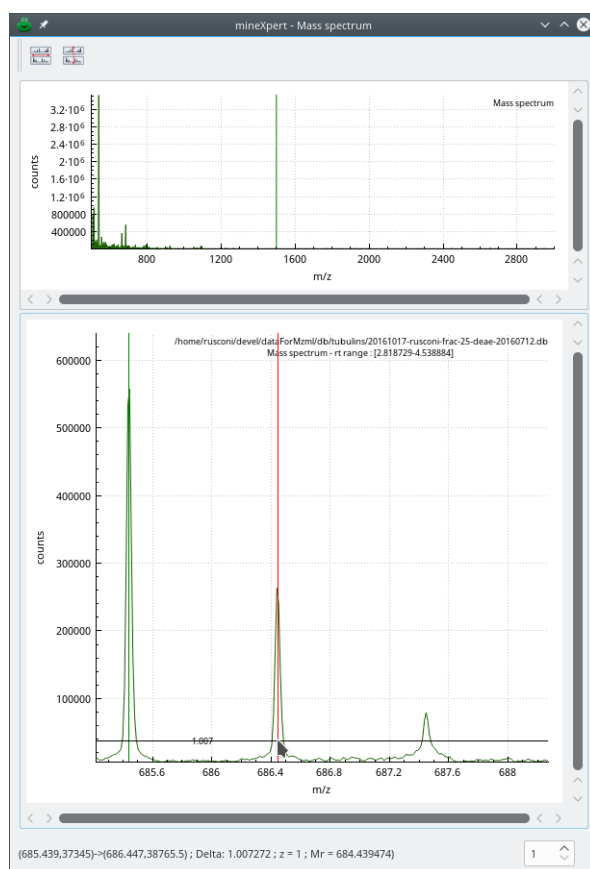 mineXpert - Mass spectrum
Mass spectrum
3.2·10⁶
2.8·10⁶
2.4·10⁶
2·10⁶
1.6·10⁶
1.2·10⁶
800000
400000
counts
800 1200 1600 2000 2400 2800
m/z
/home/rusconi/devel/dataForMzml/db/tubulins/20161017-rusconi-frac-25-deae-20160712.db
Mass spectrum - rt range : [2.818729-4.538884]
600000
500000
400000
300000
200000
100000
counts
1.007
685.6 686 686.4 686.8 687.2 687.6 688
m/z
(685.439,37345)->(686.447,38765.5) ; Delta: 1.007272 ; z = 1 ; Mr = 684.439474)
1